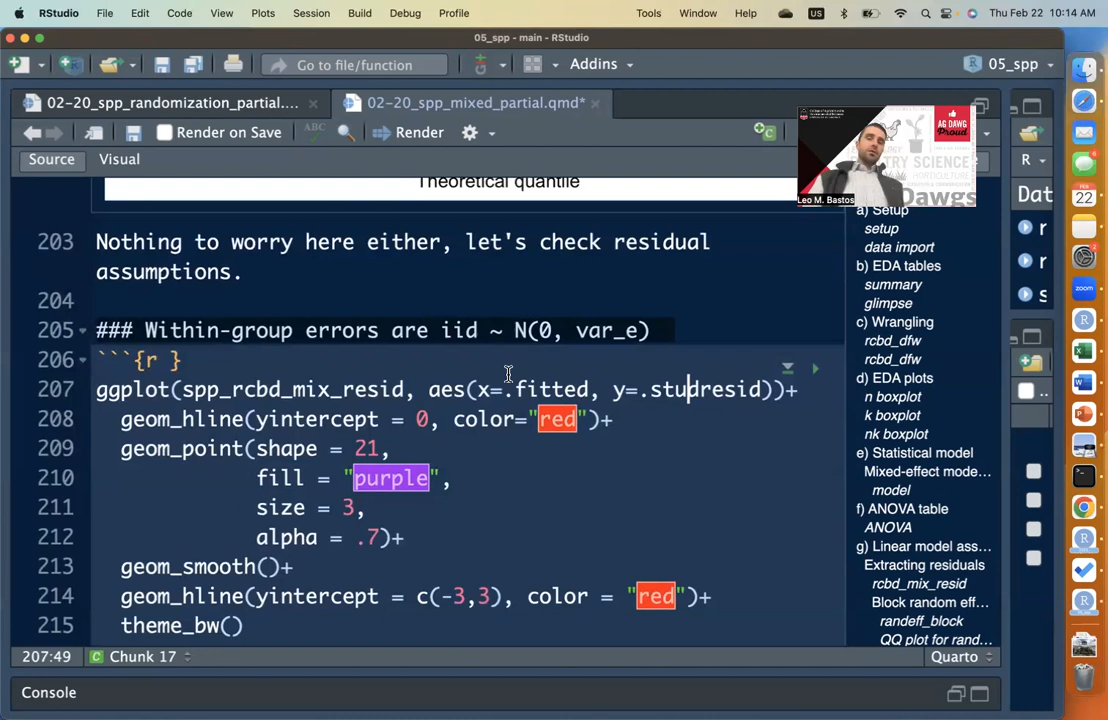 RStudio File Edit Code View Plots Session Build Debug Profile Tools Window Help US Thu Feb 22 10:14 AM
05_spp - main - RStudio
Go to file/function Addins 05_spp
02-20_spp_randomization_partial.... 02-20_spp_mixed_partial.qmd*
Render on Save ABC Render
Source Visual
AG DAWG
Proud
Leo M. Bastos
R
Dat
Theoretical quantile
203 Nothing to worry here either, let's check residual
assumptions.
204
205 ### Within-group errors are iid ~ N(0, var_e)
206 ```{r }
207 ggplot(spp_rcbd_mix_resid, aes(x=.fitted, y=.studresid))+
208 geom_hline(yintercept = 0, color="red")+
209 geom_point(shape = 21,
210 fill = "purple",
211 size = 3,
212 alpha = .7)+
213 geom_smooth()+
214 geom_hline(yintercept = c(-3,3), color = "red")+
215 theme_bw()
a) Setup
setup
data import
b) EDA tables
summary
glimpse
c) Wrangling
rcbd_dfw
rcbd_dfw
d) EDA plots
n boxplot
k boxplot
nk boxplot
e) Statistical model
Mixed-effect mode...
model
f) ANOVA table
ANOVA
g) Linear model ass...
Extracting residuals
rcbd_mix_resid
Block random eff...
randeff_block
QQ plot for rand...
207:49 Chunk 17 Quarto
Console